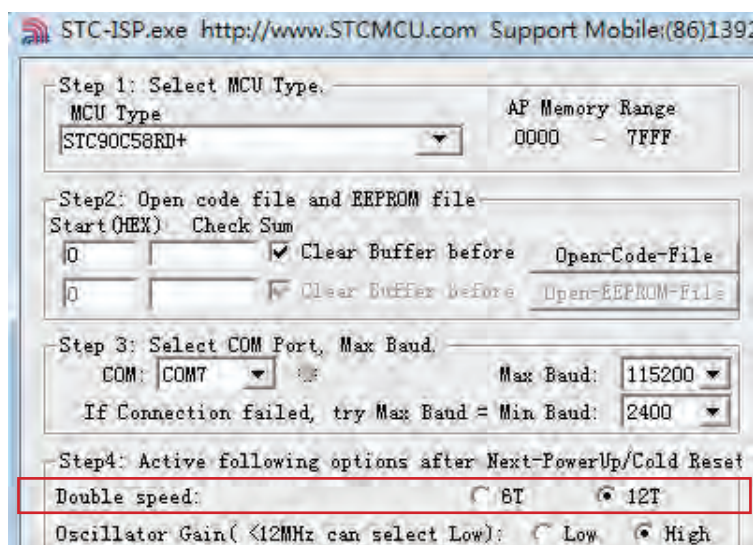 STC-ISP.exe http://www.STCMCU.com Support Mobile:(86)1392
Step 1: Select MCU Type.
MCU Type
AP Memory Range
STC90C58RD+
0000 - 7FFF
Step2: Open code file and EEPROM file
Start(HEX) Check Sum
0 Clear Buffer before Open-Code-File
0 Clear Buffer before Open-EEPROM-File
Step 3: Select COM Port, Max Baud.
COM: COM7 Max Baud: 115200
If Connection failed, try Max Baud = Min Baud: 2400
Step4: Active following options after Next-PowerUp/Cold Reset
Double speed: 6T 12T
Oscillator Gain( <12MHz can select Low): Low High